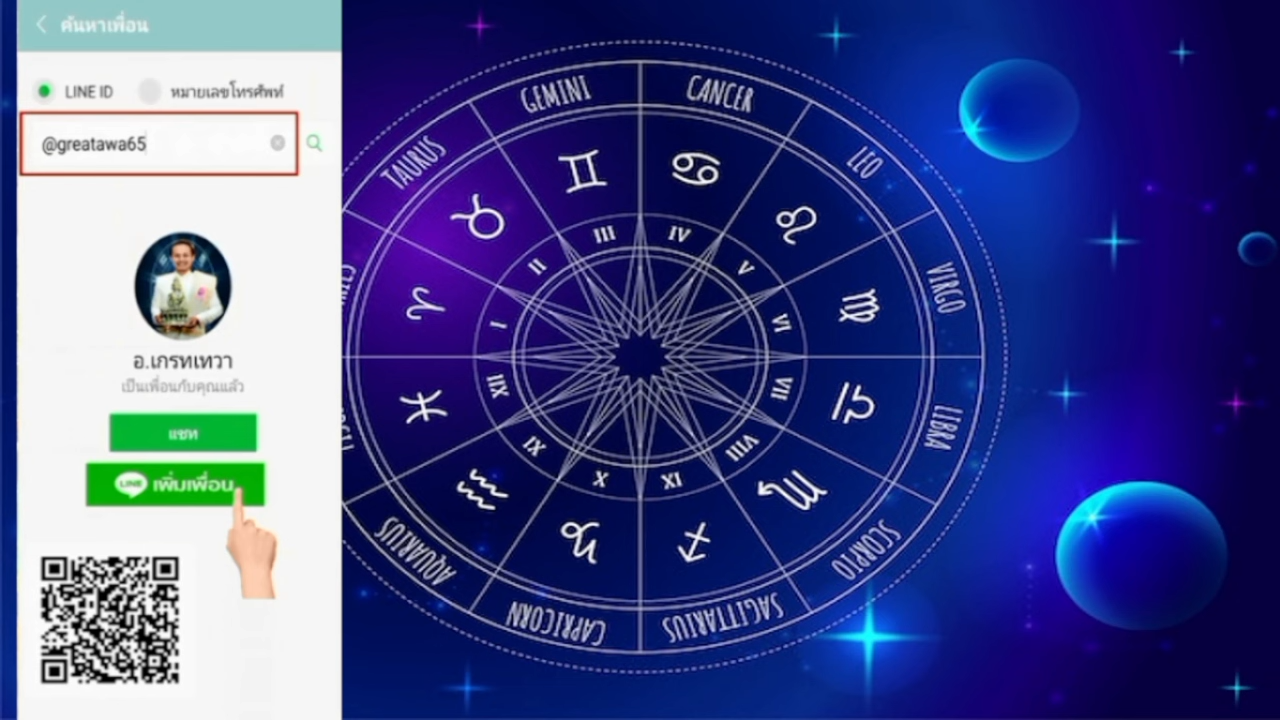 ค้นหาเพื่อน
LINE ID
หมายเลขโทรศัพท์
@greatawa65
อ.เกรทเทวา
เป็นเพื่อนกับคุณแล้ว
แชท
LINE เพิ่มเพื่อน
GEMINI
CANCER
TAURUS
LEO
VIRGO
LIBRA
SCORPIO
SAGITTARIUS
CAPRICORN
AQUARIUS
III
IV
II
V
I
VI
XII
VII
IX
VIII
X
XI